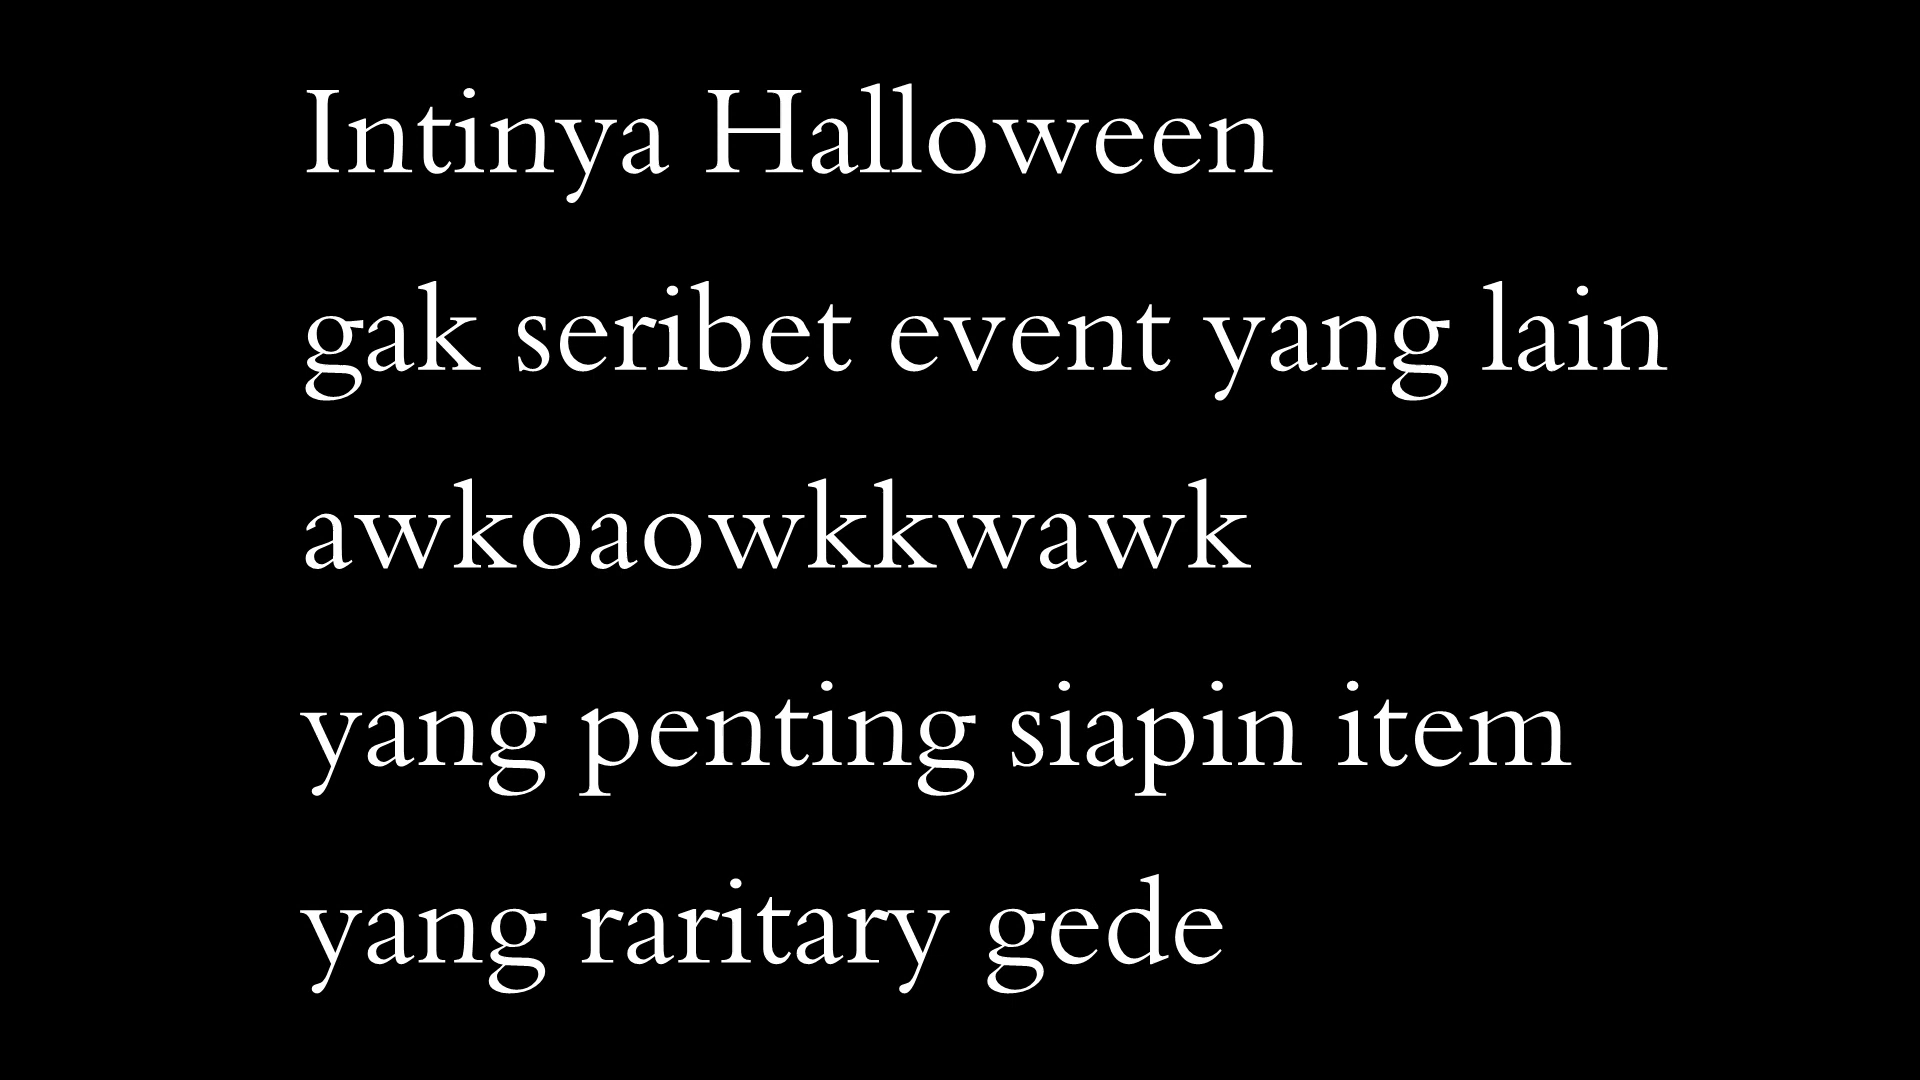 Intinya Halloween
gak seribet event yang lain
awkoaowkkwawk
yang penting siapin item
yang raritary gede